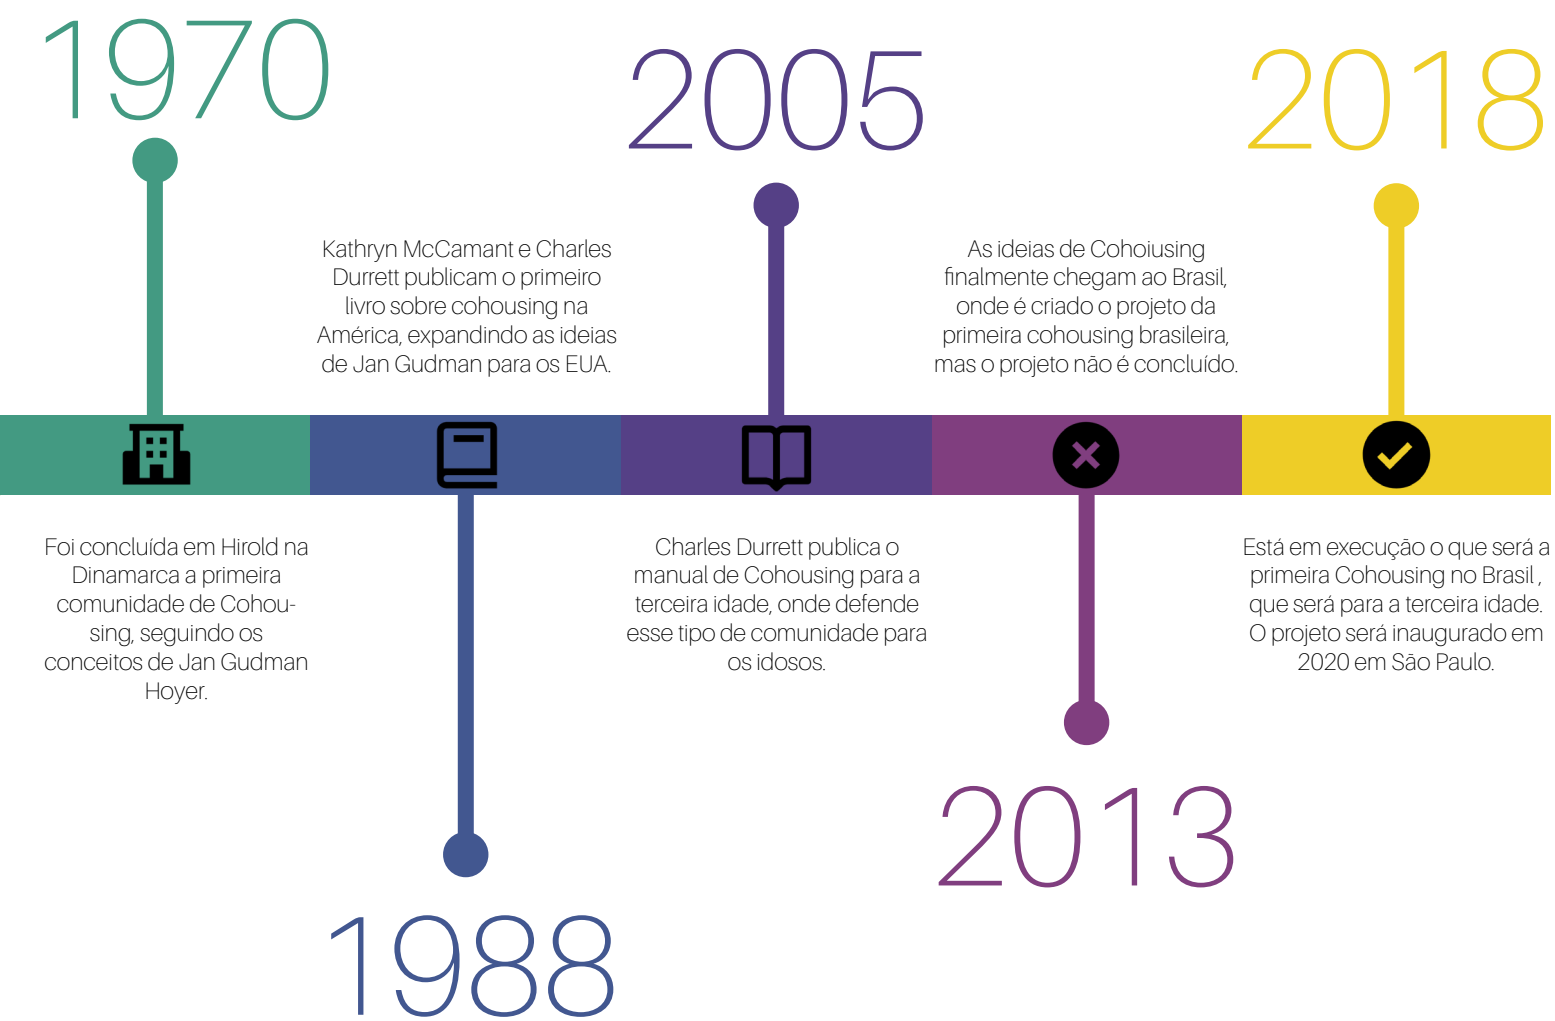 1970
Foi concluída em Hirold na
Dinamarca a primeira
comunidade de Cohou-
sing, seguindo os
conceitos de Jan Gudman
Hoyer.
Kathryn McCamant e Charles
Durrett publicam o primeiro
livro sobre cohousing na
América, expandindo as ideias
de Jan Gudman para os EUA.
1988
2005
Charles Durrett publica o
manual de Cohousing para a
terceira idade, onde defende
esse tipo de comunidade para
os idosos.
As ideias de Cohoiusing
finalmente chegam ao Brasil,
onde é criado o projeto da
primeira cohousing brasileira,
mas o projeto não é concluído.
2013
2018
Está em execução o que será a
primeira Cohousing no Brasil ,
que será para a terceira idade.
O projeto será inaugurado em
2020 em São Paulo.